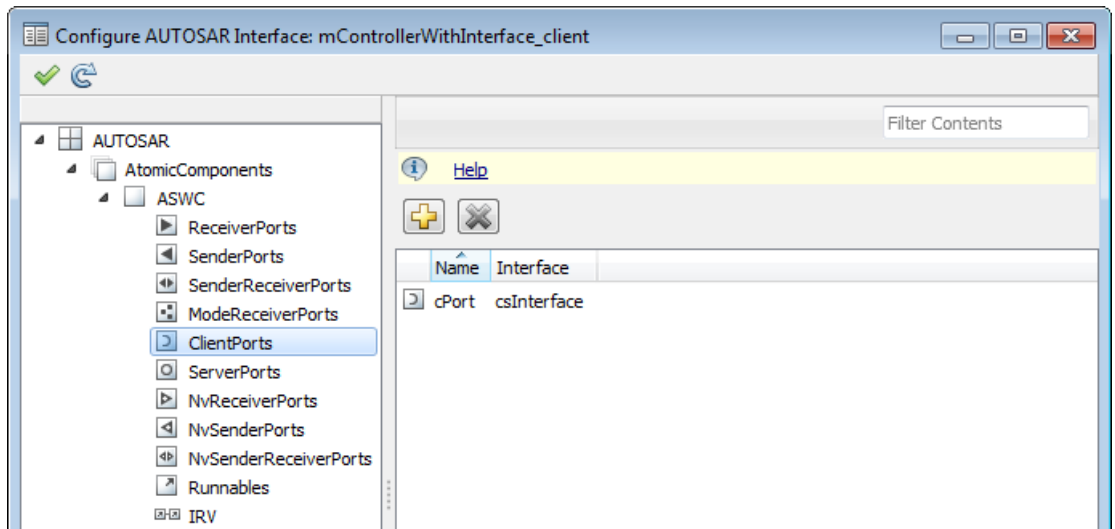 Configure AUTOSAR Interface: mControllerWithInterface_client
Filter Contents
AUTOSAR
AtomicComponents
ASWC
ReceiverPorts
SenderPorts
SenderReceiverPorts
ModeReceiverPorts
ClientPorts
ServerPorts
NvReceiverPorts
NvSenderPorts
NvSenderReceiverPorts
Runnables
IRV
Help
Name Interface
cPort csInterface